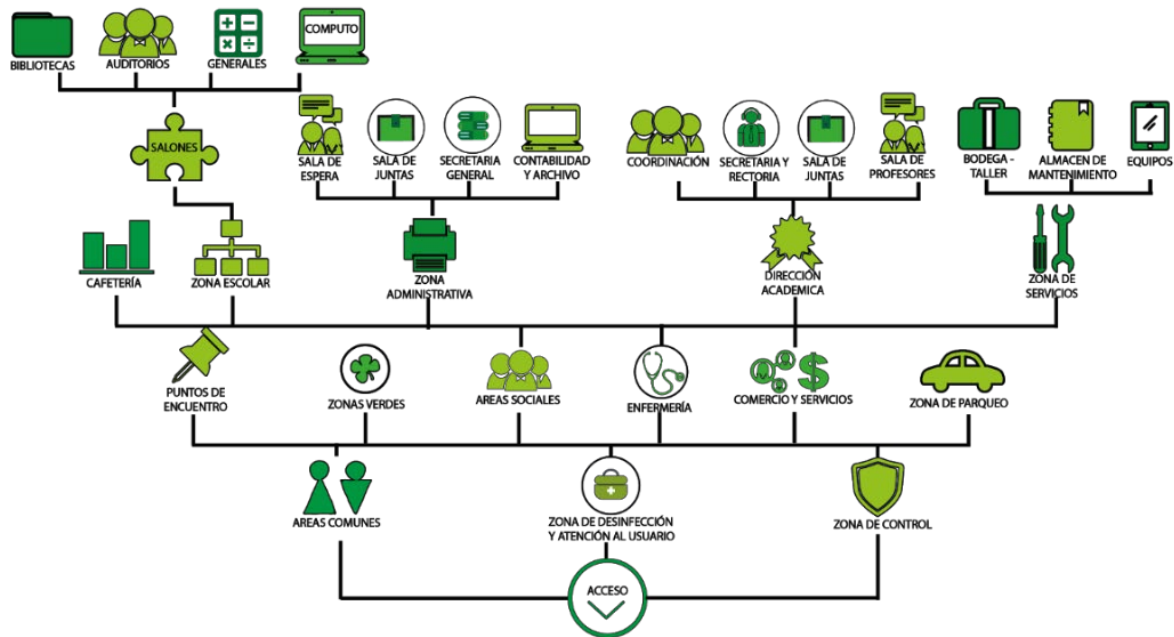 COMPUTO
BIBLIOTECAS
AUDITORIOS
GENERALES
SALONES
SALA DE
ESPERA
SALA DE
JUNTAS
SECRETARIA
GENERAL
CONTABILIDAD
Y ARCHIVO
COORDINACIÓN
SECRETARIA Y
RECTORIA
SALA DE
JUNTAS
SALA DE
PROFESORES
BODEGA -
TALLER
ALMACEN DE
MANTENIMIENTO
EQUIPOS
CAFETERÍA
ZONA ESCOLAR
ZONA
ADMINISTRATIVA
DIRECCIÓN
ACADEMICA
ZONA DE
SERVICIOS
PUNTOS DE
ENCUENTRO
ZONAS VERDES
AREAS SOCIALES
ENFERMERÍA
$
COMERCIO Y SERVICIOS
ZONA DE PARQUEO
AREAS COMUNES
ZONA DE DESINFECCIÓN
Y ATENCIÓN AL USUARIO
ZONA DE CONTROL
ACCESO